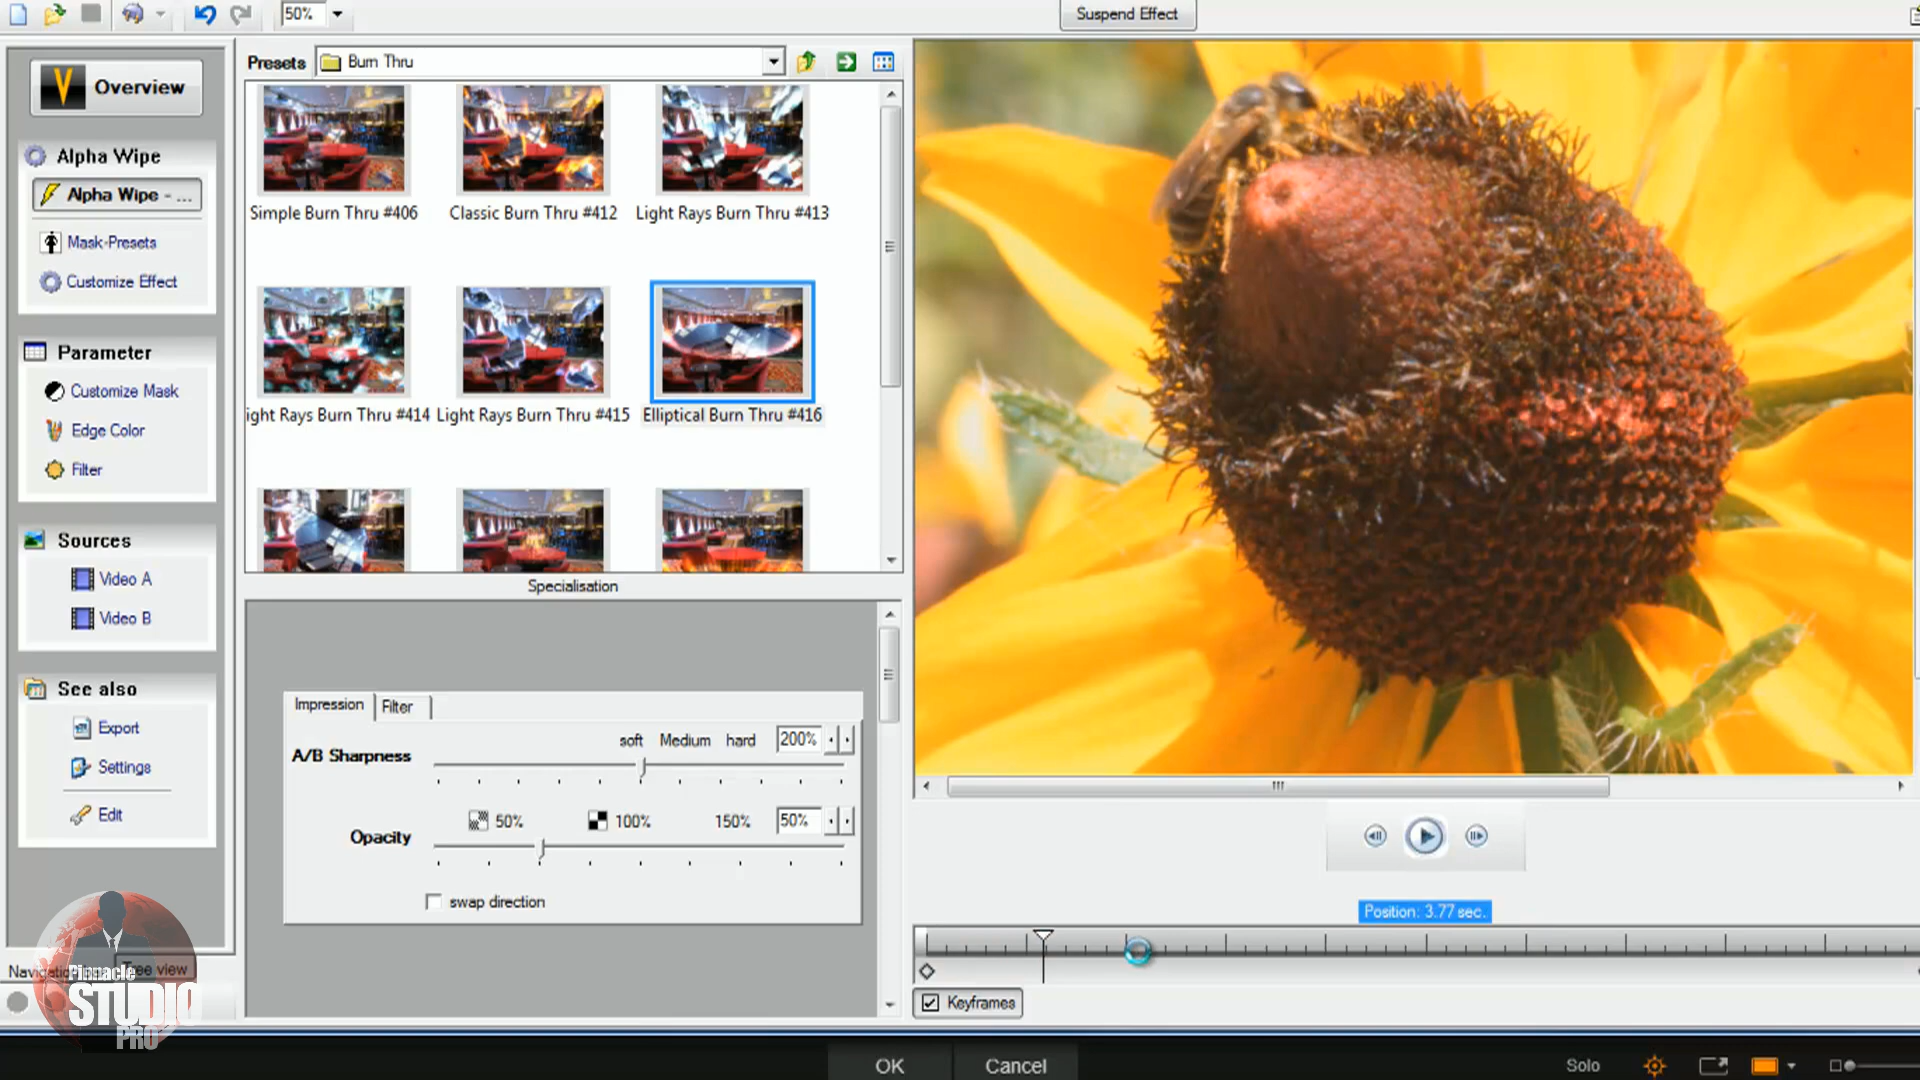 50%
Suspend Effect
Overview
Alpha Wipe
Alpha Wipe - ...
Mask-Presets
Customize Effect
Parameter
Customize Mask
Edge Color
Filter
Sources
Video A
Video B
See also
Export
Settings
Edit
Tree view
Pinnacle
STUDIO
PRO
Presets
Burn Thru
Simple Burn Thru #406
Classic Burn Thru #412
Light Rays Burn Thru #413
ight Rays Burn Thru #414
Light Rays Burn Thru #415
Elliptical Burn Thru #416
Specialisation
Impression
Filter
soft Medium hard
200%
A/B Sharpness
50% 100% 150%
50%
Opacity
swap direction
Position: 3.77 sec.
Keyframes
OK
Cancel
Solo